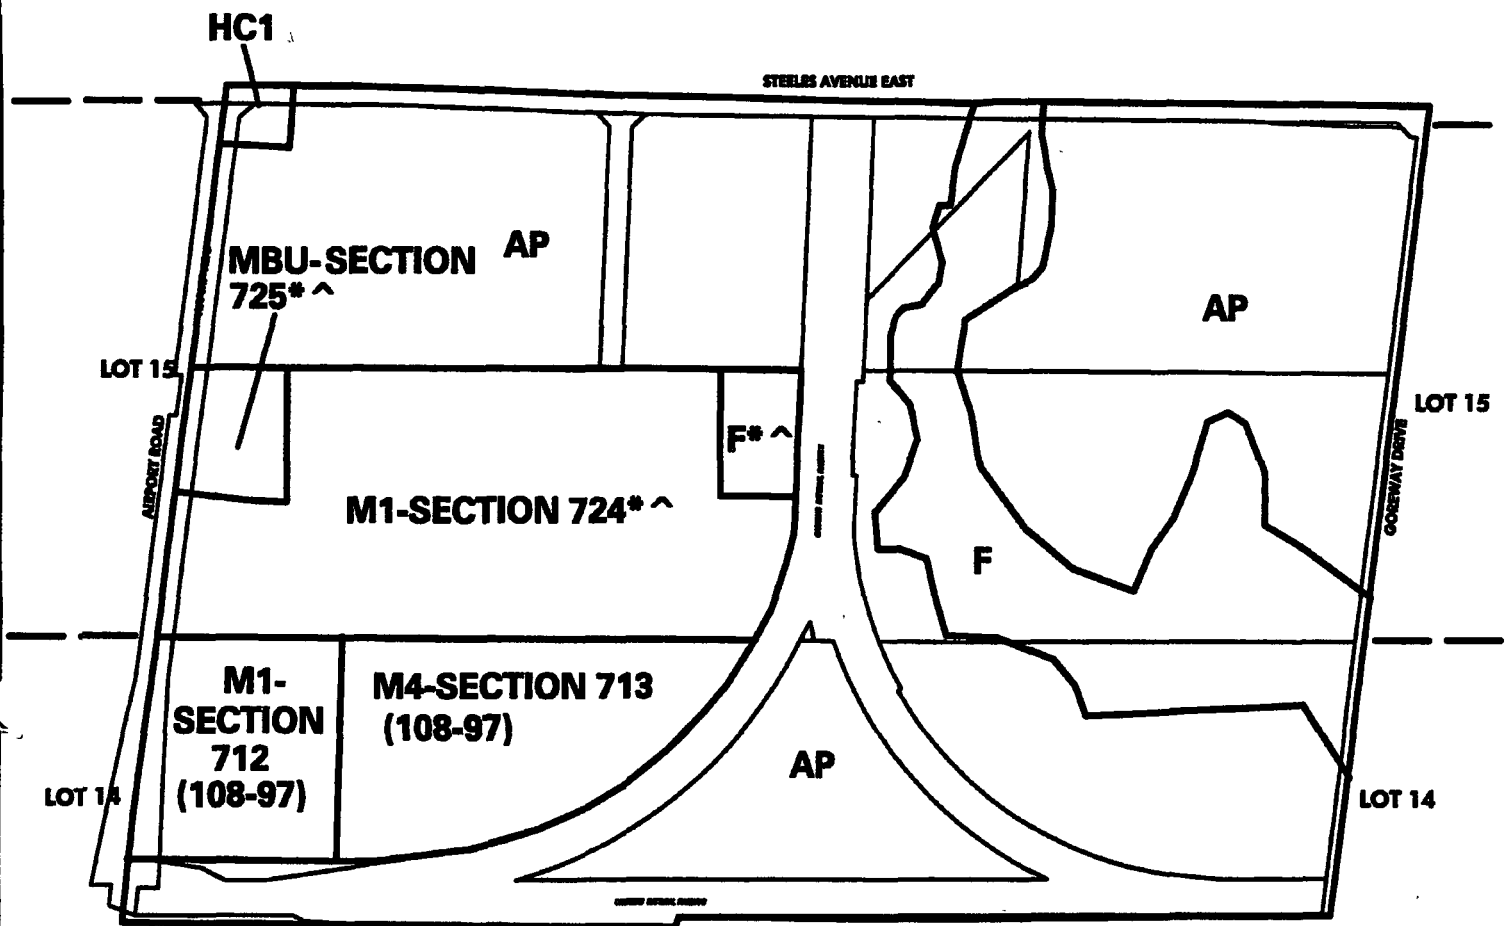 HC1
STEELES AVENUE EAST
MBU-SECTION
725*^
AP
AP
LOT 15
LOT 15
AIRPORT ROAD
F*^
GOREWAY DRIVE
M1-SECTION 724*^
F
M1-
SECTION
712
(108-97)
M4-SECTION 713
(108-97)
AP
LOT 14
LOT 14